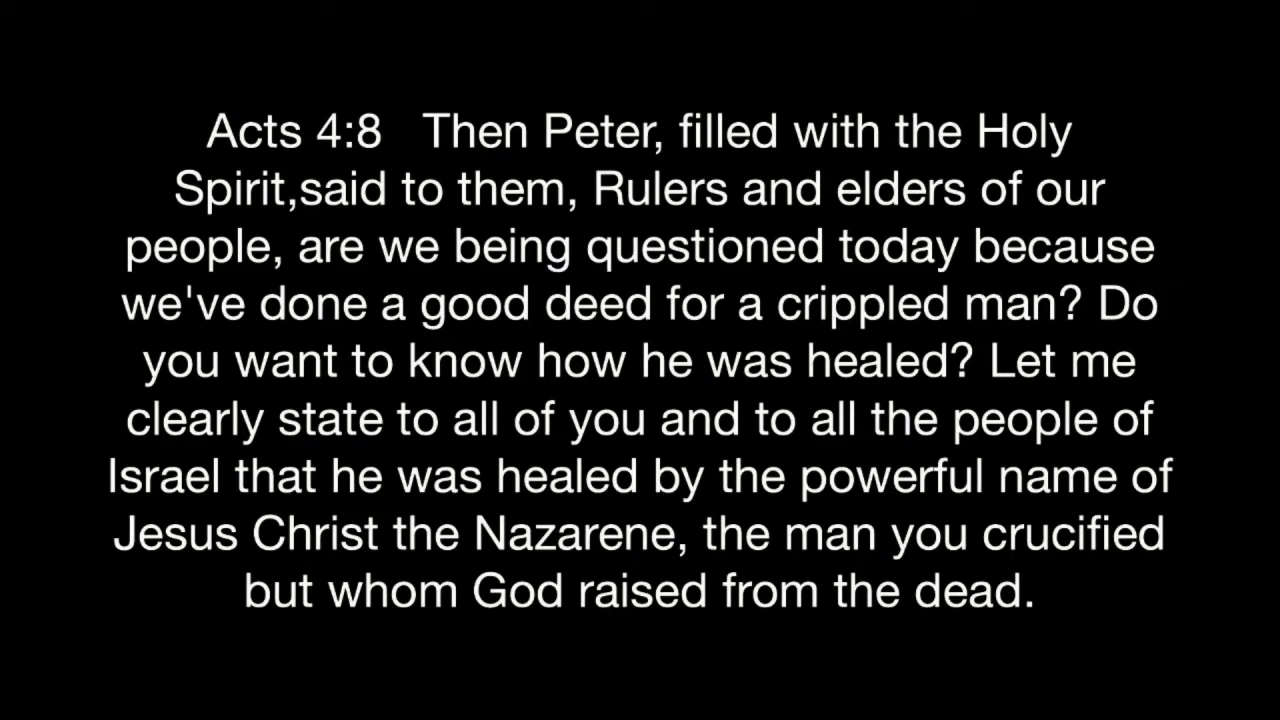 Acts 4:8   Then Peter, filled with the Holy
Spirit,said to them, Rulers and elders of our
people, are we being questioned today because
we've done a good deed for a crippled man? Do
you want to know how he was healed? Let me
clearly state to all of you and to all the people of
Israel that he was healed by the powerful name of
Jesus Christ the Nazarene, the man you crucified
but whom God raised from the dead.